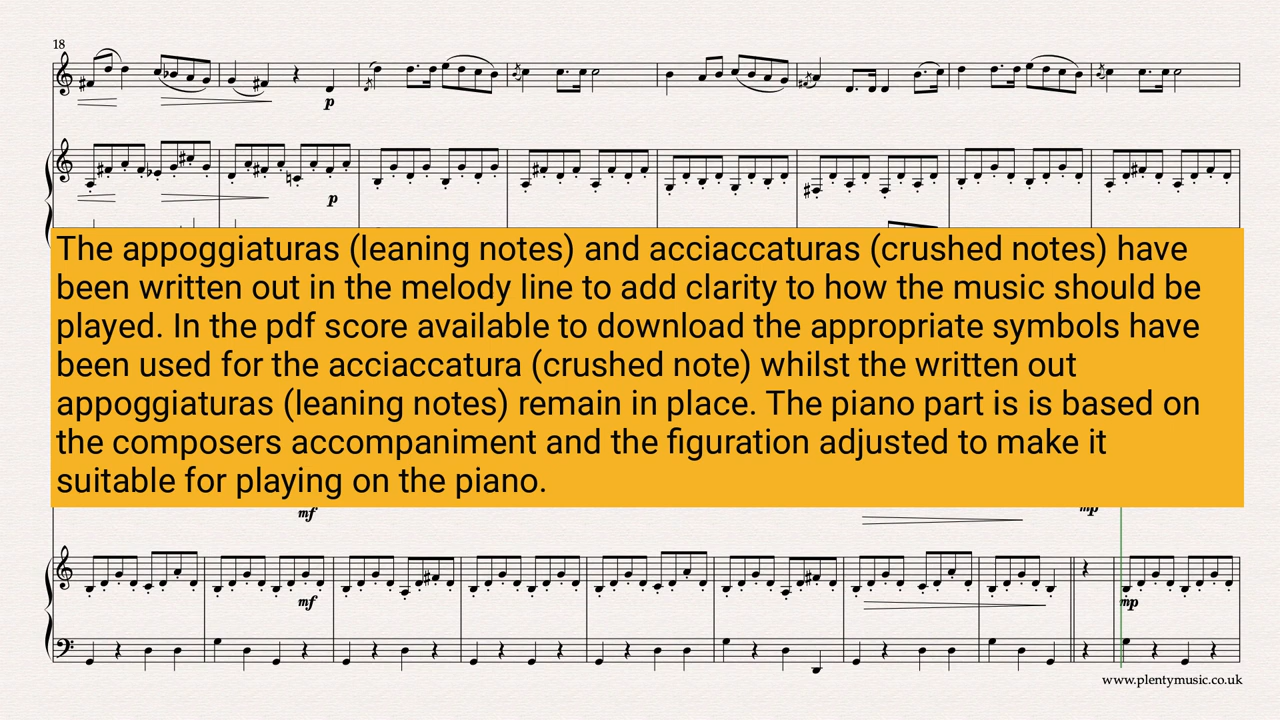 18
p
p
The appoggiaturas (leaning notes) and acciaccaturas (crushed notes) have
been written out in the melody line to add clarity to how the music should be
played. In the pdf score available to download the appropriate symbols have
been used for the acciaccatura (crushed note) whilst the written out
appoggiaturas (leaning notes) remain in place. The piano part is is based on
the composers accompaniment and the figuration adjusted to make it
suitable for playing on the piano.
mf mp
mf mp
www.plentymusic.co.uk